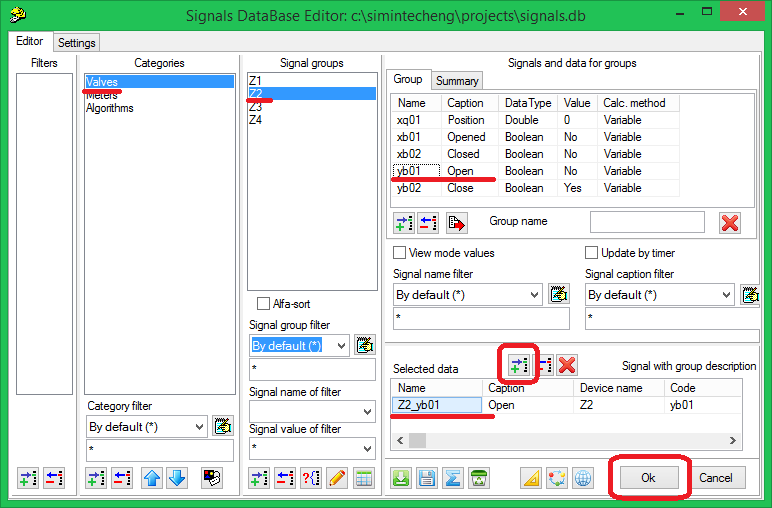 Signals DataBase Editor: c:\simintecheng\projects\signals.db
Editor
Settings
Filters
Categories
Signal groups
Signals and data for groups
Valves
Meters
Algorithms
Z1
Z2
Z3
Z4
Group
Summary
Name Caption DataType Value Calc. method
xq01 Position Double 0 Variable
xb01 Opened Boolean No Variable
xb02 Closed Boolean No Variable
yb01 Open Boolean No Variable
yb02 Close Boolean Yes Variable
Group name
View mode values
Update by timer
Signal name filter
Signal caption filter
By default (*)
By default (*)
*
*
Alfa-sort
Signal group filter
By default (*)
*
Signal name of filter
Signal value of filter
*
Category filter
By default (*)
*
Selected data
Signal with group description
Name Caption Device name Code
Z2_yb01 Open Z2 yb01
Ok
Cancel